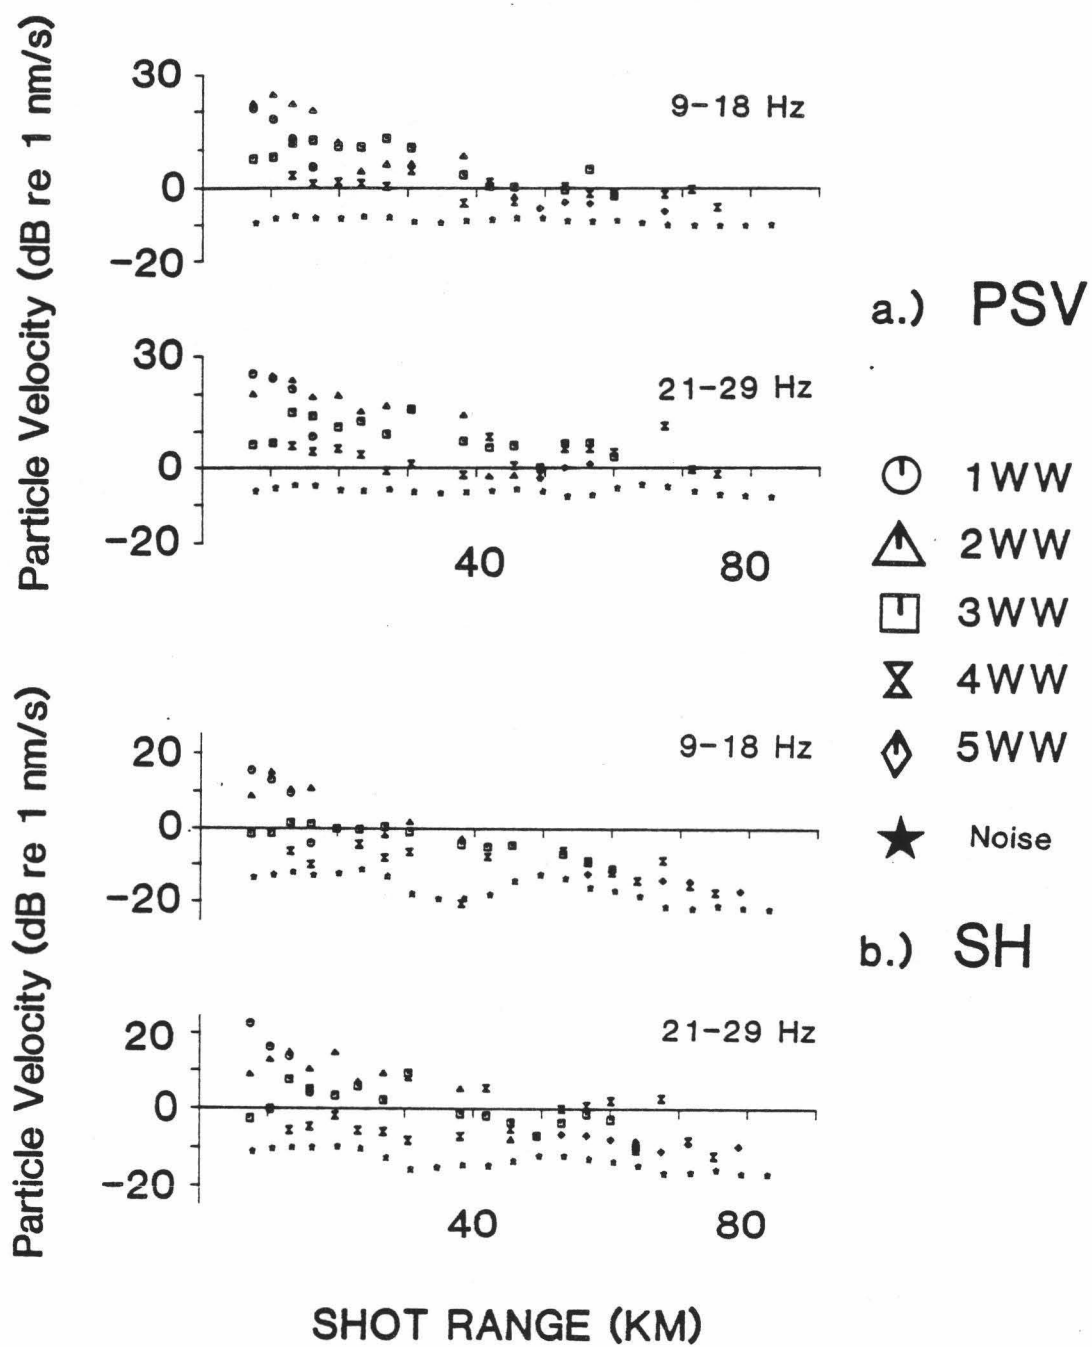 Particle Velocity (dB re 1 nm/s)
30
0
−20
9–18 Hz
a.) PSV
30
0
−20
21–29 Hz
40
80
1WW
2WW
3WW
4WW
5WW
Noise
Particle Velocity (dB re 1 nm/s)
20
0
−20
9–18 Hz
b.) SH
20
0
−20
21–29 Hz
40
80
SHOT RANGE (KM)